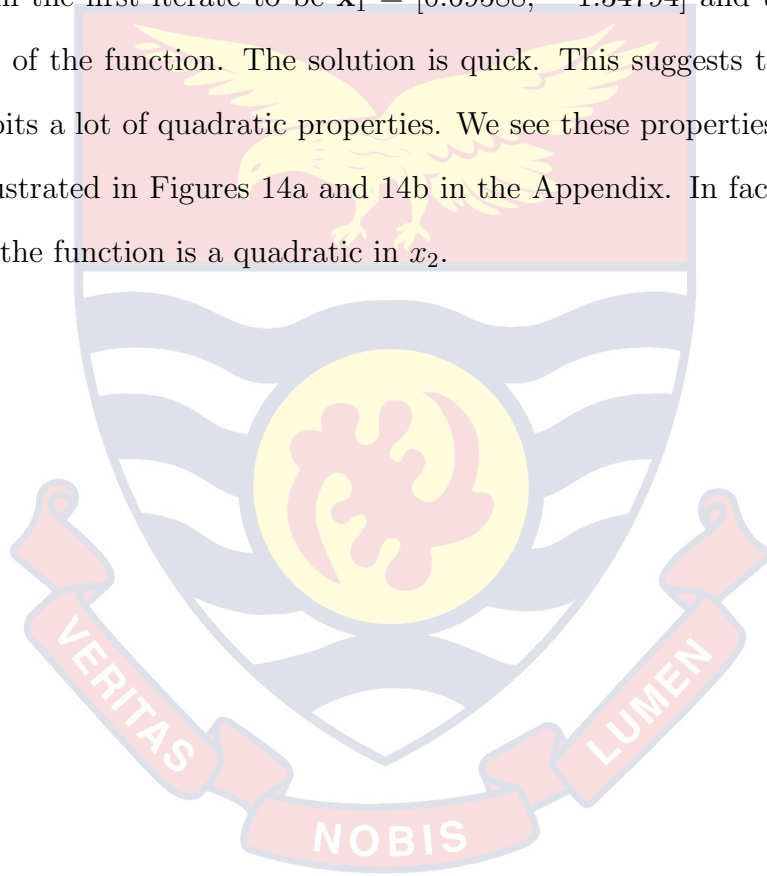 of the function. The solution is quick. This suggests t
bits a lot of quadratic properties. We see these properties
ustrated in Figures 14a and 14b in the Appendix. In fac
the function is a quadratic in x₂.
VERITAS
NOBIS
LUMEN